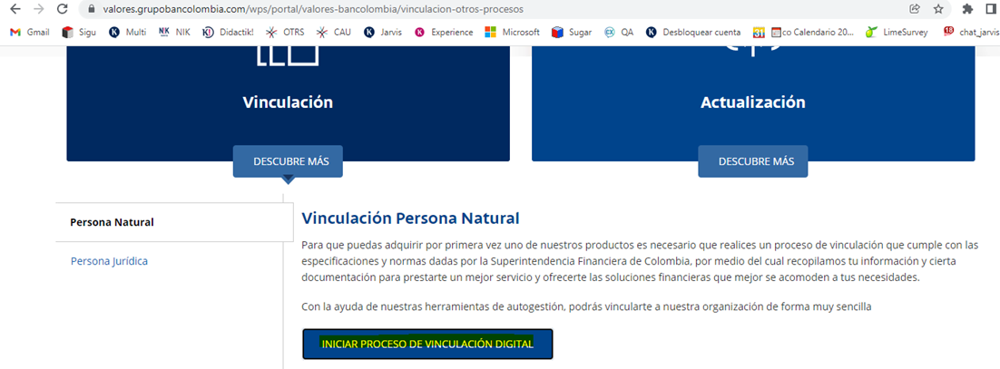 valores.grupobancolombia.com/wps/portal/valores-bancolombia/vinculacion-otros-procesos
Gmail Sigu Multi NIK Didactik! OTRS CAU Jarvis Experience Microsoft Sugar QA Desbloquear cuenta co Calendario 20... LimeSurvey chat_jarvis
Vinculación
Actualización
DESCUBRE MÁS
DESCUBRE MÁS
Persona Natural
Persona Jurídica
Vinculación Persona Natural
Para que puedas adquirir por primera vez uno de nuestros productos es necesario que realices un proceso de vinculación que cumple con las
especificaciones y normas dadas por la Superintendencia Financiera de Colombia, por medio del cual recopilamos tu información y cierta
documentación para prestarte un mejor servicio y ofrecerte las soluciones financieras que mejor se acomoden a tus necesidades.
Con la ayuda de nuestras herramientas de autogestión, podrás vincularte a nuestra organización de forma muy sencilla
INICIAR PROCESO DE VINCULACIÓN DIGITAL